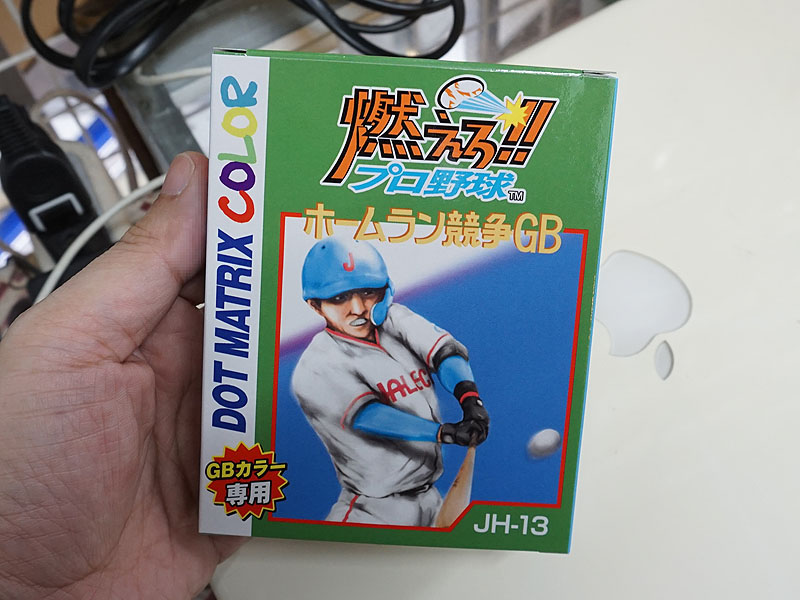 DOT MATRIX COLOR
燃えろ!!
プロ野球 TM
ホームラン競争GB
J
JALECO
GBカラー
専用
JH-13